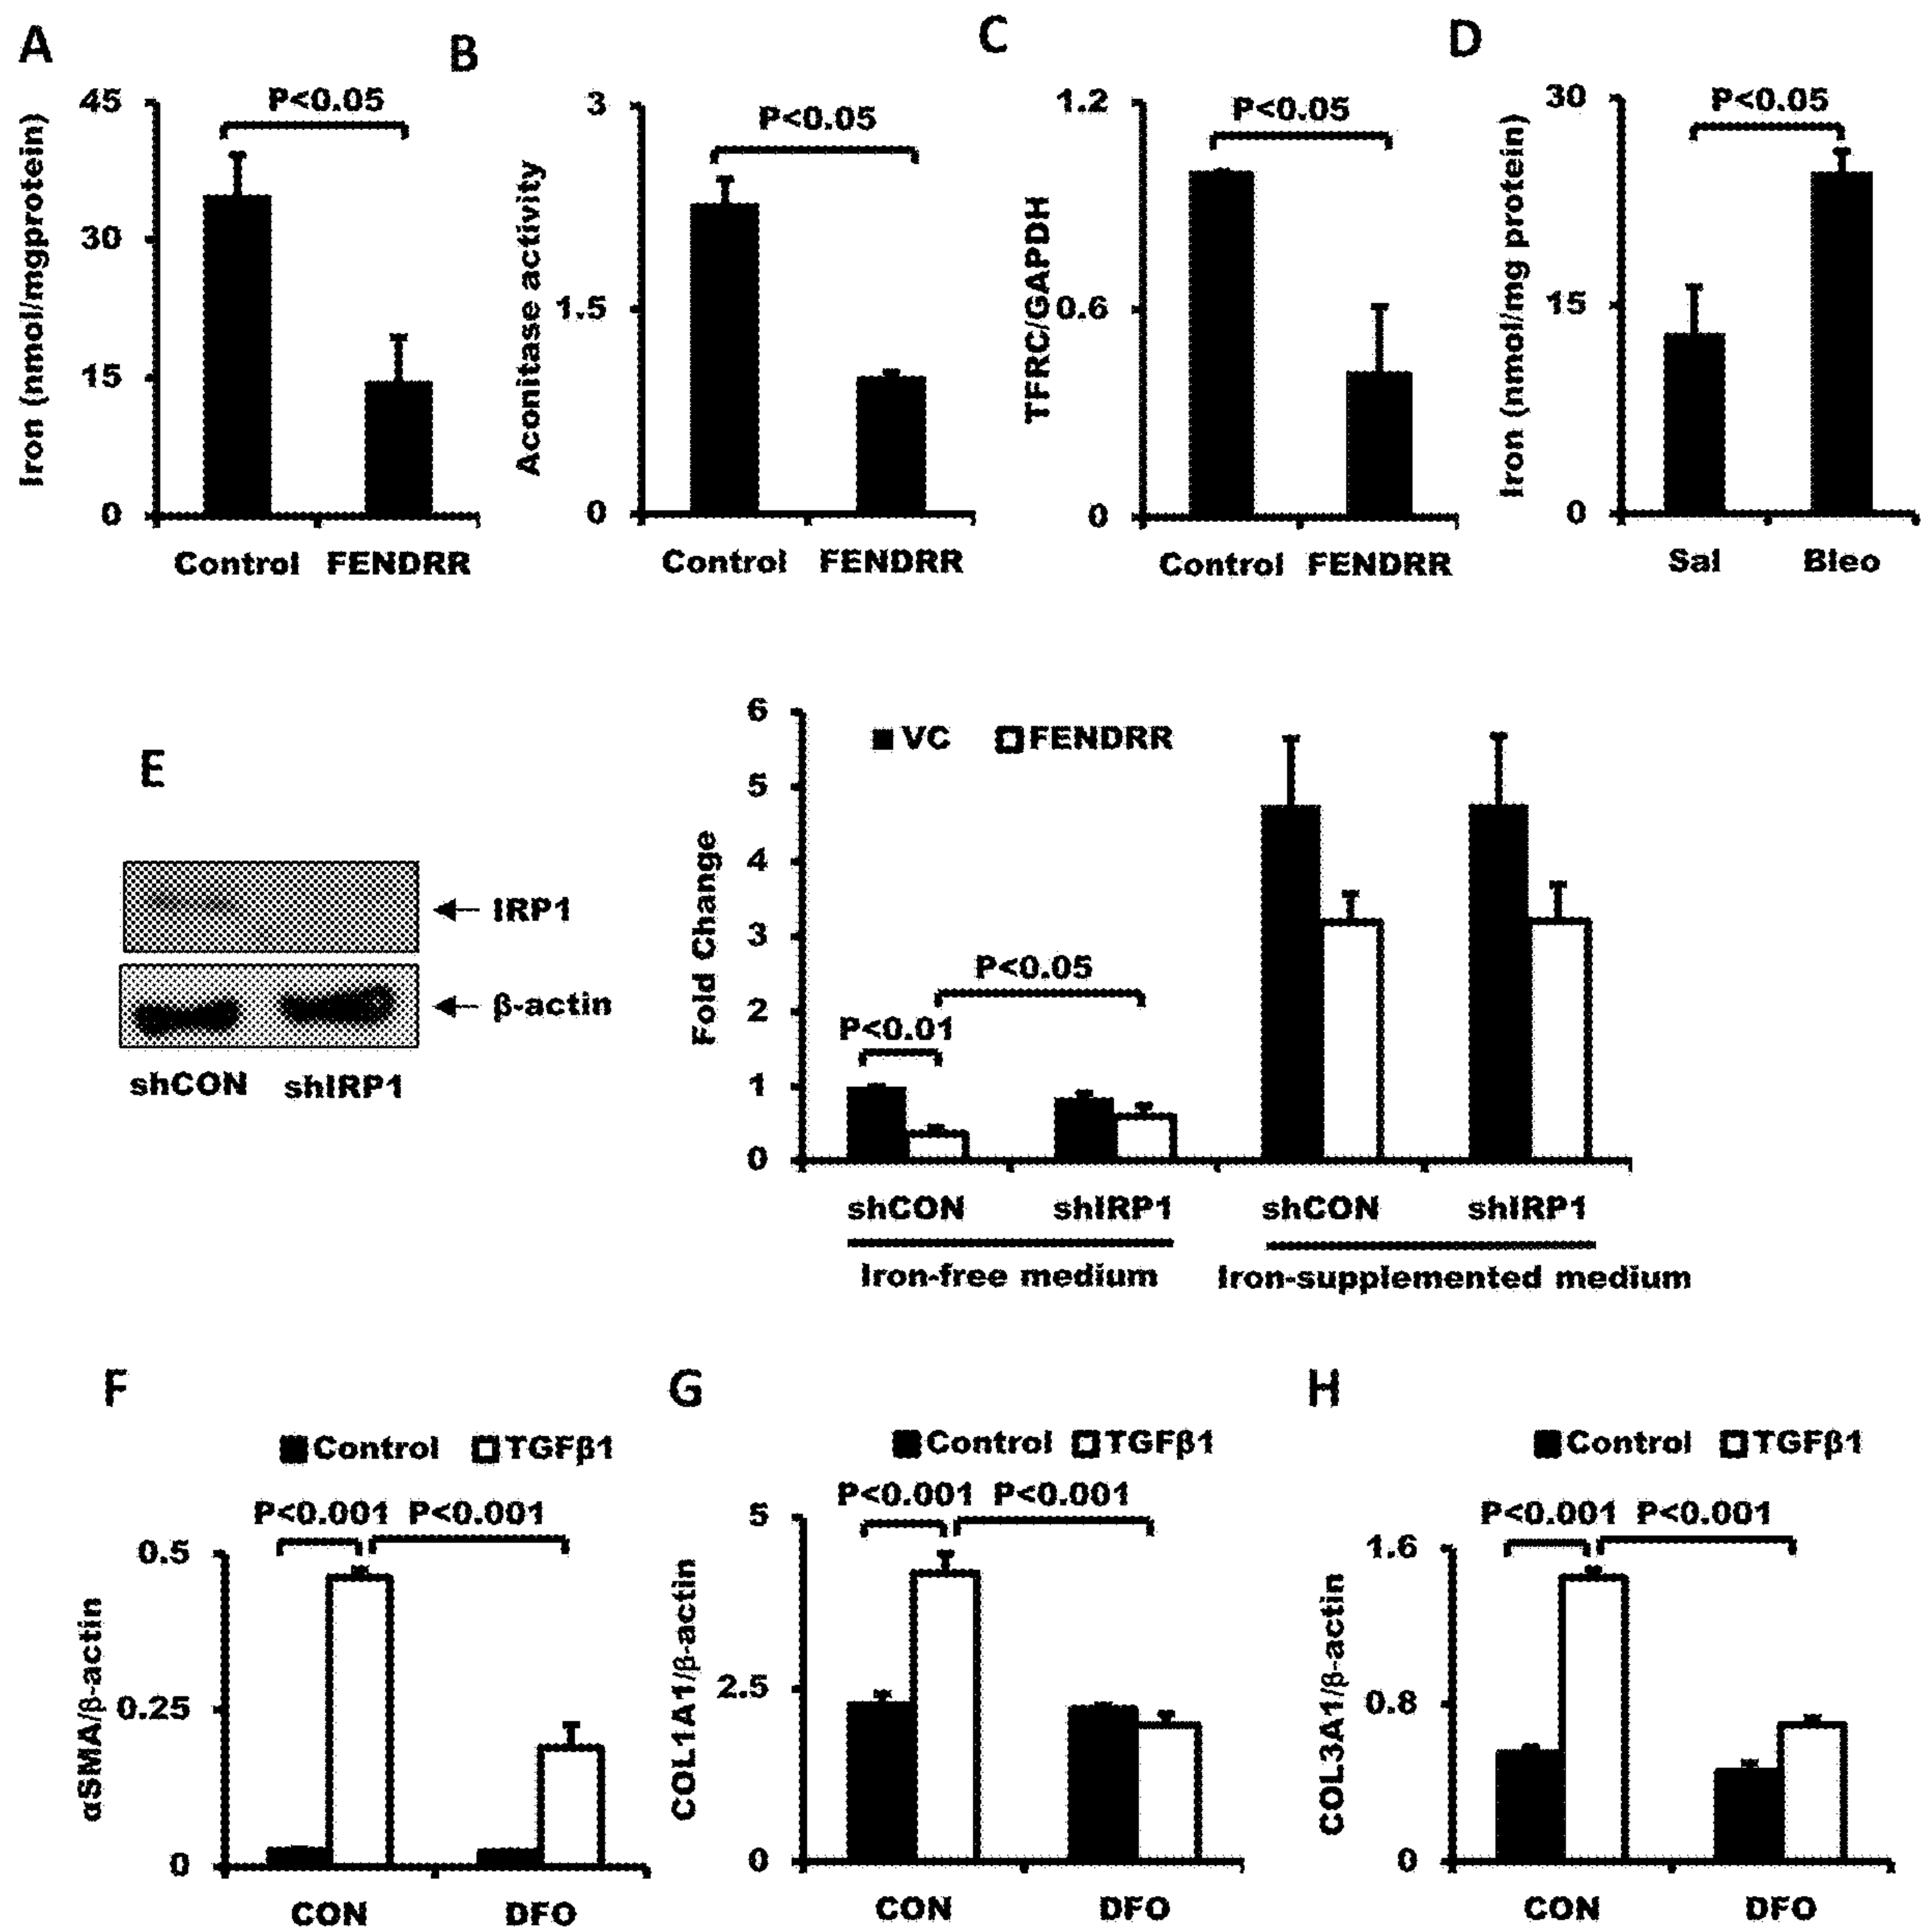 A
Iron (nmol/mgprotein)
45
30
15
0
P<0.05
Control FENDRR
B
Aconitase activity
3
1.5
0
P<0.05
Control FENDRR
C
TFRC/GAPDH
1.2
0.6
0
P<0.05
Control FENDRR
D
Iron (nmol/mg protein)
30
15
0
P<0.05
Sal Bleo
E
IRP1
β-actin
shCON shIRP1
Fold Change
6
5
4
3
2
1
0
VC FENDRR
P<0.05
P<0.01
shCON shIRP1 shCON shIRP1
Iron-free medium Iron-supplemented medium
F
Control TGFβ1
P<0.001 P<0.001
αSMA/β-actin
0.5
0.25
0
CON DFO
G
Control TGFβ1
P<0.001 P<0.001
COL1A1/β-actin
5
2.5
0
CON DFO
H
Control TGFβ1
P<0.001 P<0.001
COL3A1/β-actin
1.6
0.8
0
CON DFO